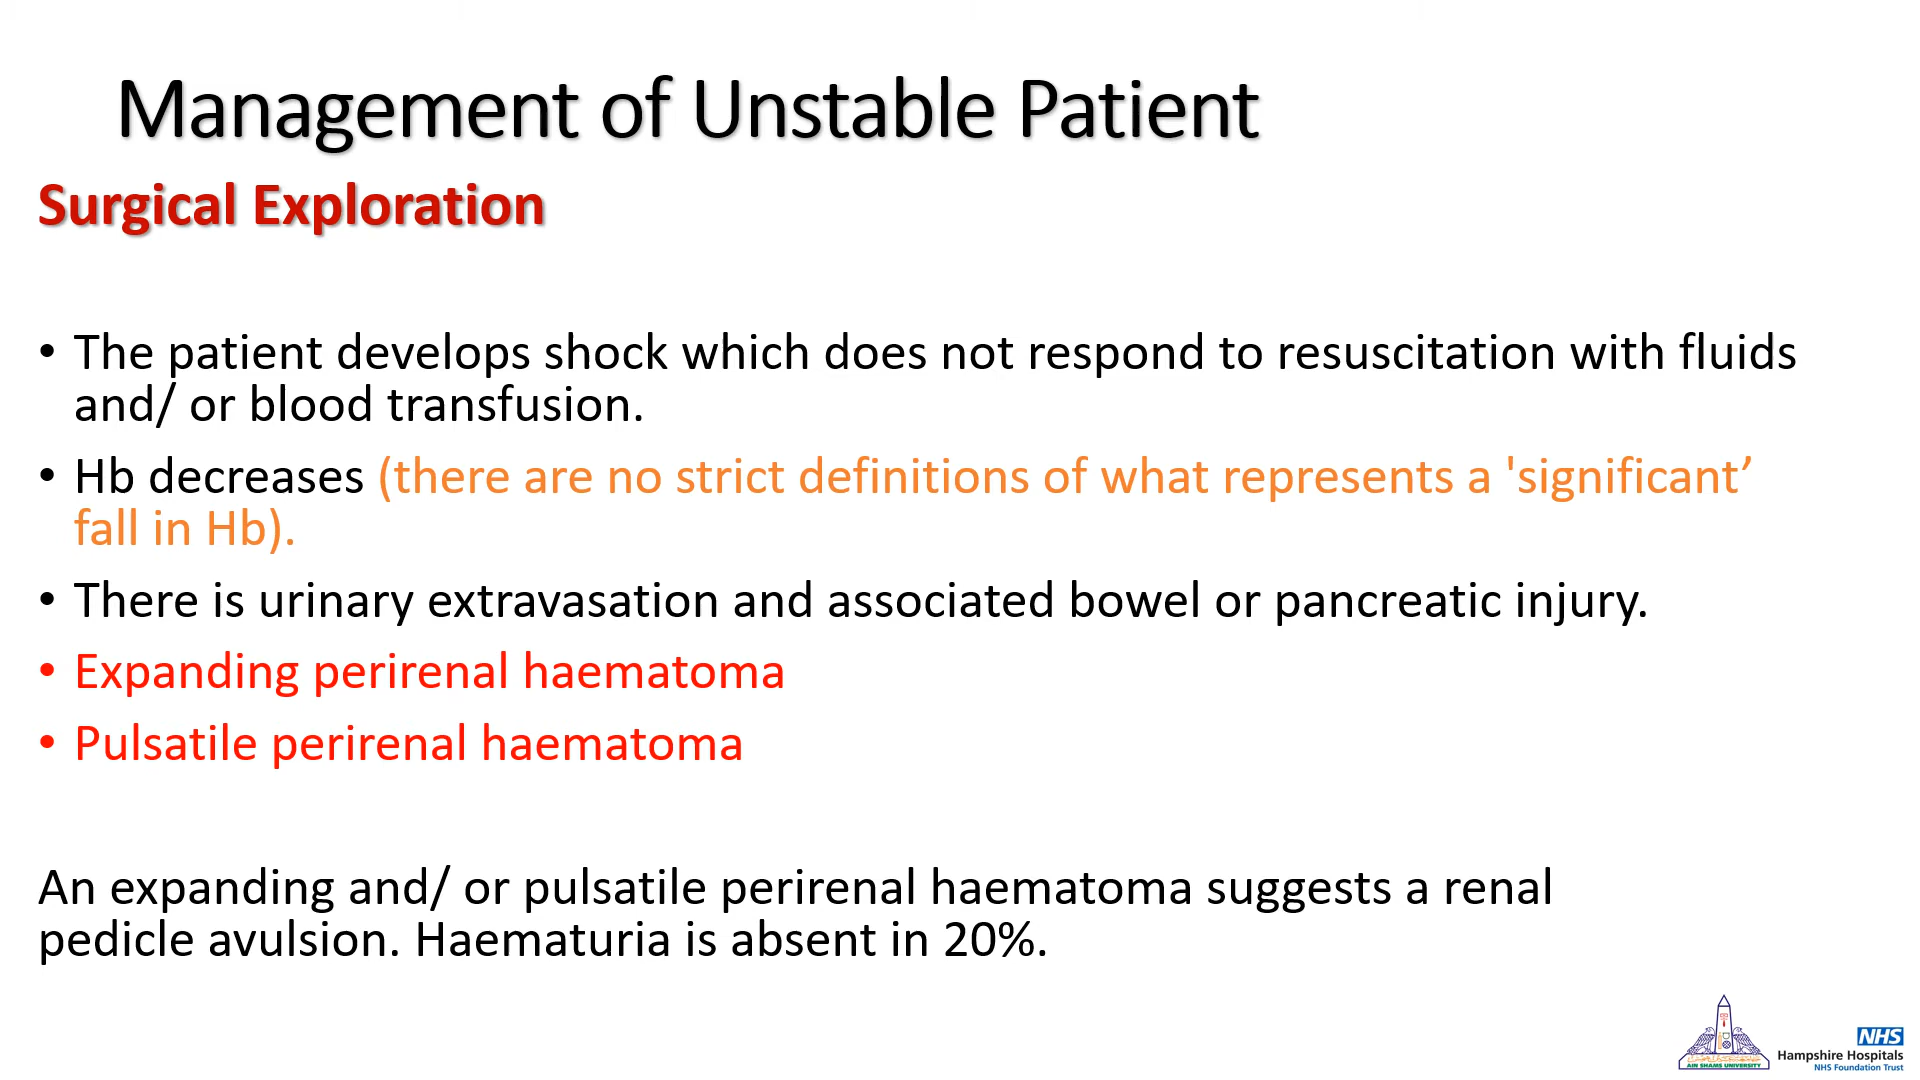 Management of Unstable Patient
Surgical Exploration
• The patient develops shock which does not respond to resuscitation with fluids
and/ or blood transfusion.
• Hb decreases (there are no strict definitions of what represents a 'significant’
fall in Hb).
• There is urinary extravasation and associated bowel or pancreatic injury.
• Expanding perirenal haematoma
• Pulsatile perirenal haematoma
An expanding and/ or pulsatile perirenal haematoma suggests a renal
pedicle avulsion. Haematuria is absent in 20%.
AIN SHAMS UNIVERSITY
NHS
Hampshire Hospitals
NHS Foundation Trust